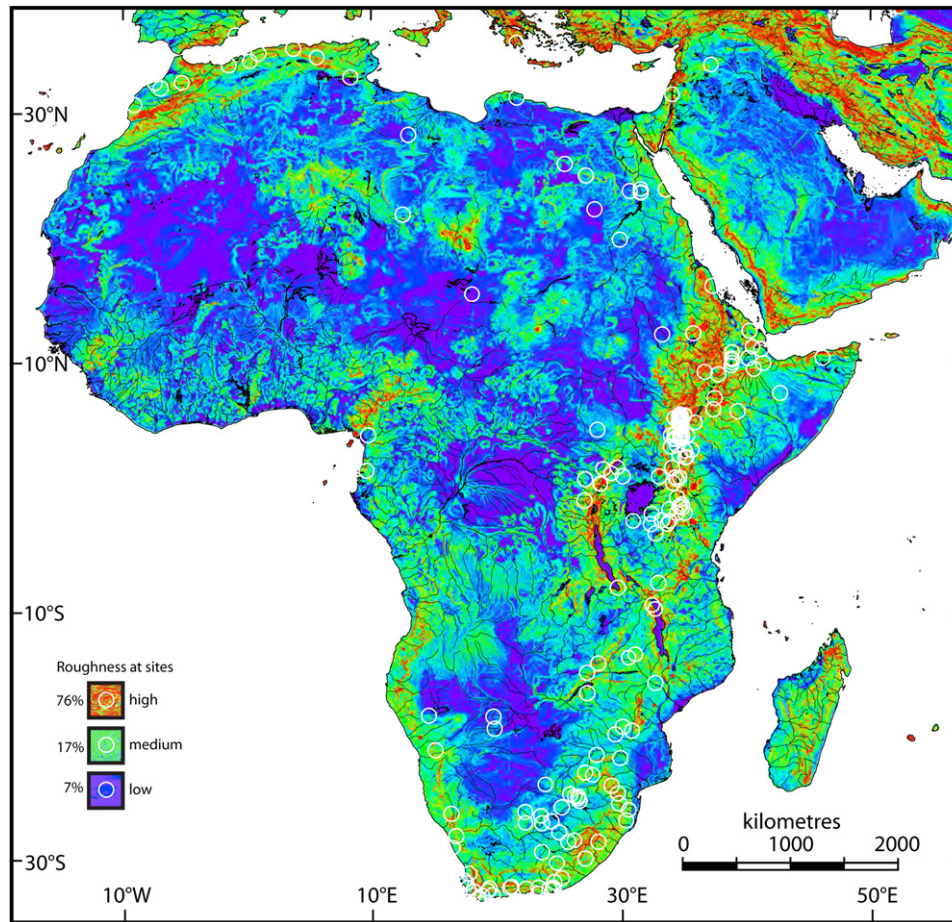 30°N
10°N
10°S
30°S
Roughness at sites
76% high
17% medium
7% low
kilometres
0 1000 2000
10°W 10°E 30°E 50°E